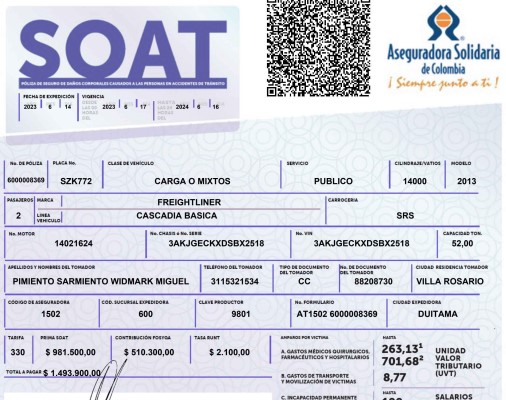 SOAT
PÓLIZA DE SEGURO DE DAÑOS CORPORALES CAUSADOS A LAS PERSONAS EN ACCIDENTES DE TRÁNSITO
Aseguradora Solidaria
de Colombia
¡ Siempre junto a ti !
FECHA DE EXPEDICIÓN VIGENCIA
2023 6 14 DESDE LAS 00 HORAS DEL 2023 6 17 HASTA LAS 24 HORAS DEL 2024 6 16
No. DE PÓLIZA PLACA No. CLASE DE VEHÍCULO SERVICIO CILINDRAJE/VATIOS MODELO
6000008369 SZK772 CARGA O MIXTOS PUBLICO 14000 2013
PASAJEROS MARCA FREIGHTLINER CARROCERIA
2 LINEA VEHICULO CASCADIA BASICA SRS
No. MOTOR No. CHASIS o No. SERIE No. VIN CAPACIDAD TON.
14021624 3AKJGECKXDSBX2518 3AKJGECKXDSBX2518 52,00
APELLIDOS Y NOMBRES DEL TOMADOR TELÉFONO DEL TOMADOR TIPO DE DOCUMENTO DEL TOMADOR No. DE DOCUMENTO DEL TOMADOR CIUDAD RESIDENCIA TOMADOR
PIMIENTO SARMIENTO WIDMARK MIGUEL 3115321534 CC 88208730 VILLA ROSARIO
CÓDIGO DE ASEGURADORA CÓD. SUCURSAL EXPEDIDORA CLAVE PRODUCTOR No. FORMULARIO CIUDAD EXPEDIDORA
1502 600 9801 AT1502 6000008369 DUITAMA
TARIFA PRIMA SOAT CONTRIBUCIÓN FOSYGA TASA RUNT AMPAROS POR VICTIMA HASTA
330 $ 981.500,00 $ 510.300,00 $ 2.100,00
A. GASTOS MÉDICOS QUIRURGICOS, FARMACÉUTICOS Y HOSPITALARIOS
263,13¹
701,68²
UNIDAD
VALOR
TRIBUTARIO
(UVT)
TOTAL A PAGAR $ 1.493.900,00
B. GASTOS DE TRANSPORTE
Y MOVILIZACIÓN DE VICTIMAS
8,77
C. INCAPACIDAD PERMANENTE
HASTA
SALARIOS